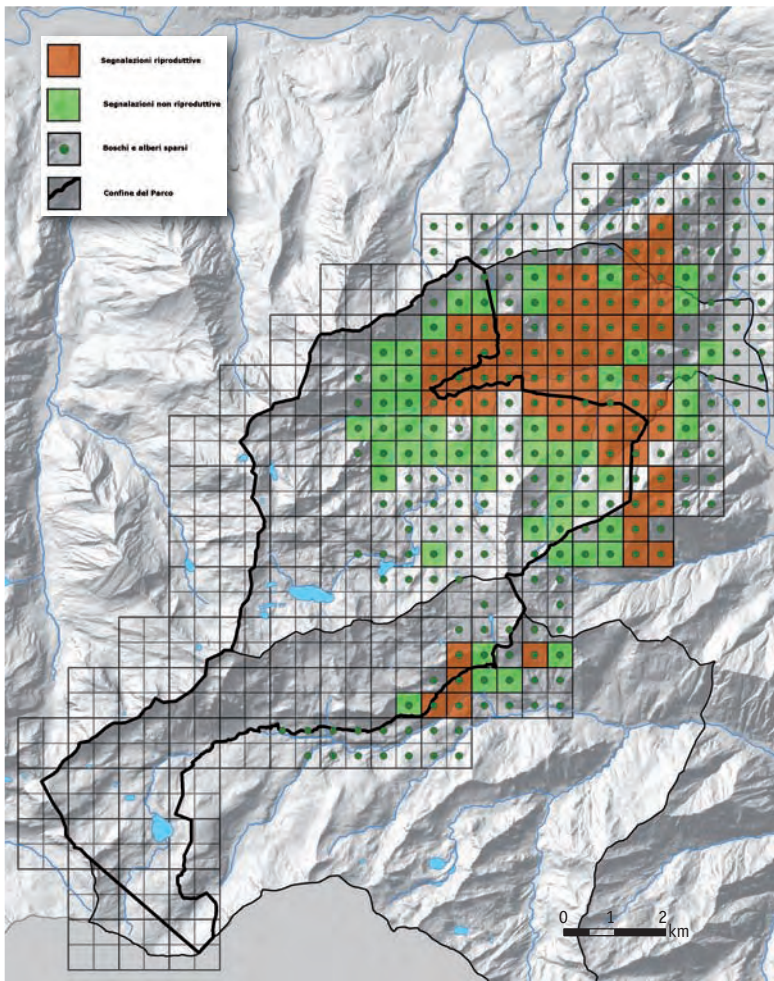 Segnalazioni riproduttive
Segnalazioni non riproduttive
Boschi e alberi sparsi
Confine del Parco
0 1 2
km